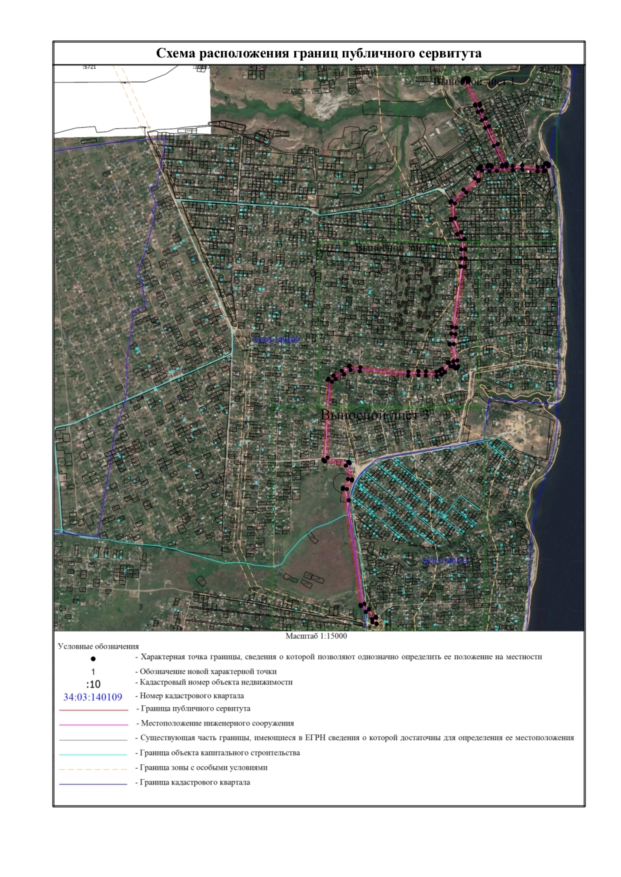 Схема расположения границ публичного сервитута
:5721
Выносной лист 3
Масштаб 1:15000
Условные обозначения
- Характерная точка границы, сведения о которой позволяют однозначно определить ее положение на местности
1 - Обозначение новой характерной точки
:10 - Кадастровый номер объекта недвижимости
34:03:140109 - Номер кадастрового квартала
- Граница публичного сервитута
- Местоположение инженерного сооружения
- Существующая часть границы, имеющиеся в ЕГРН сведения о которой достаточны для определения ее местоположения
- Граница объекта капитального строительства
- Граница зоны с особыми условиями
- Граница кадастрового квартала